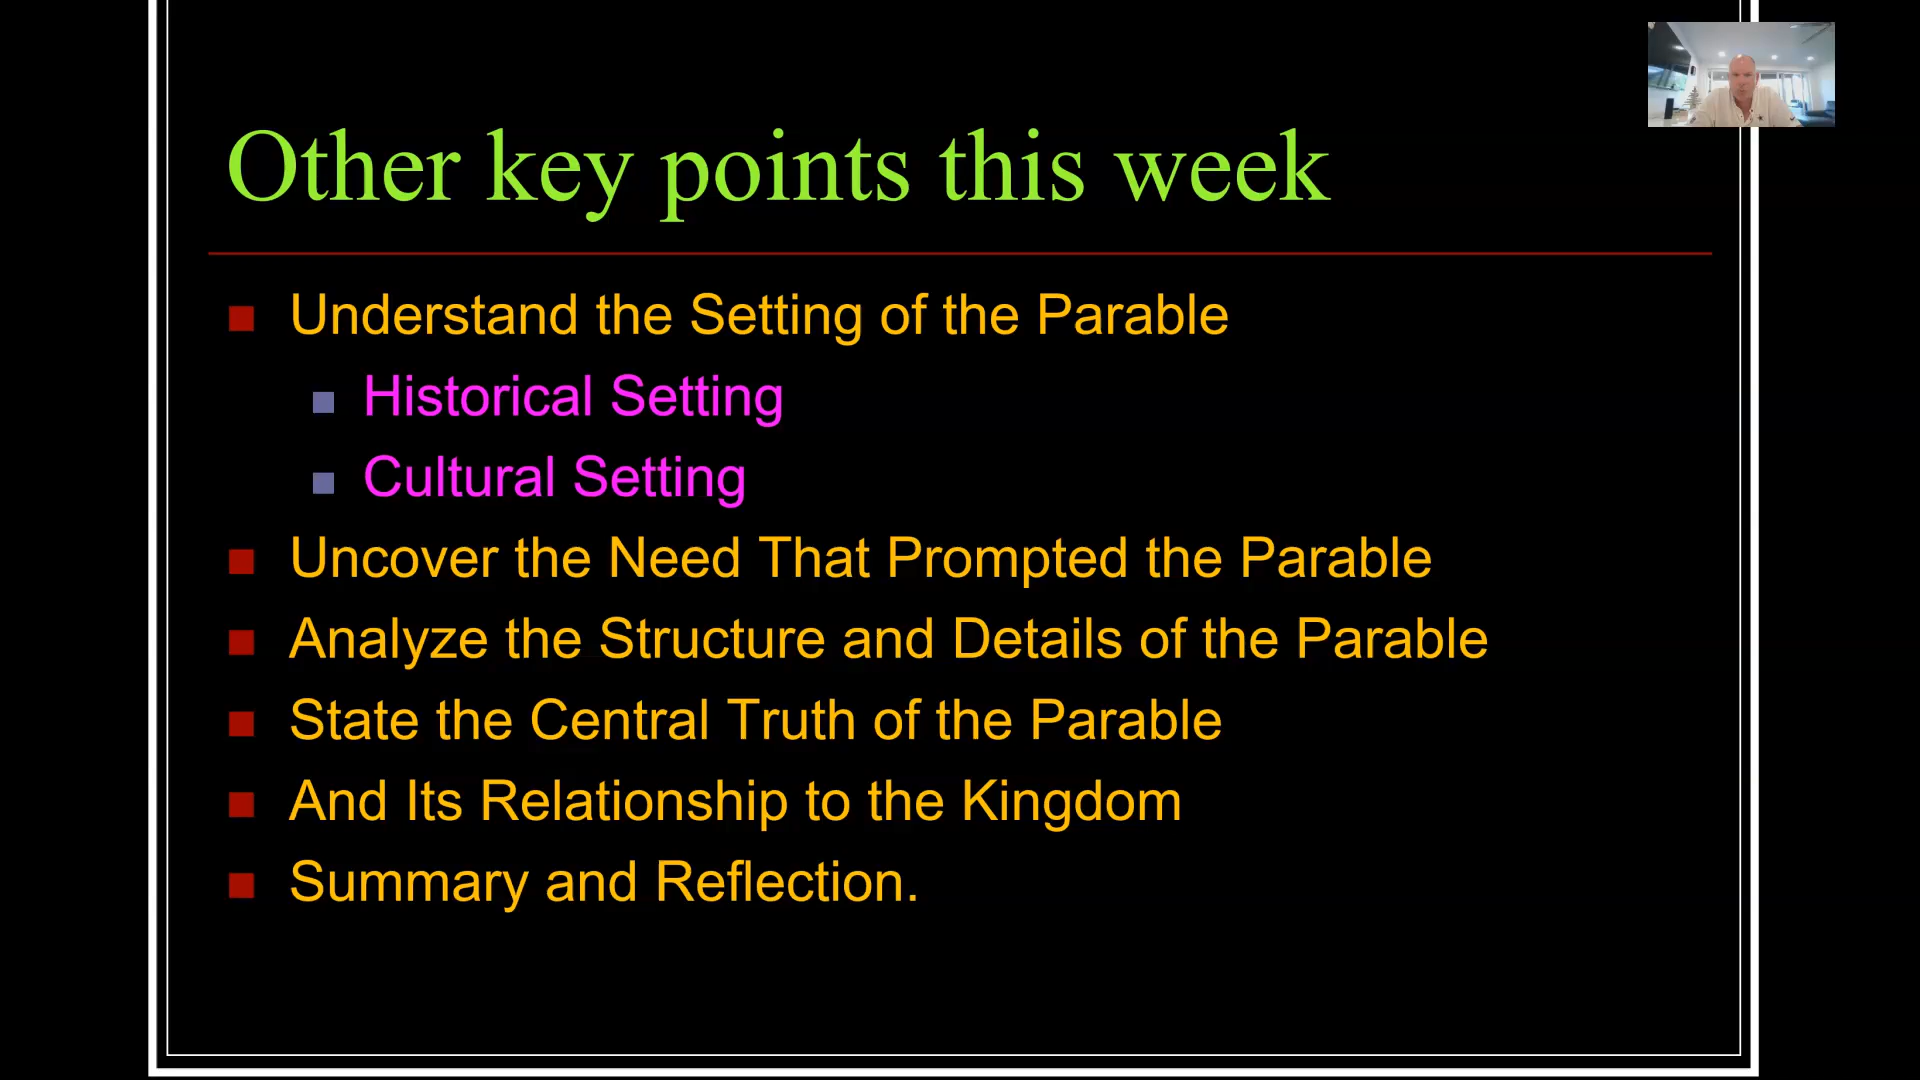 Other key points this week
Understand the Setting of the Parable
Historical Setting
Cultural Setting
Uncover the Need That Prompted the Parable
Analyze the Structure and Details of the Parable
State the Central Truth of the Parable
And Its Relationship to the Kingdom
Summary and Reflection.